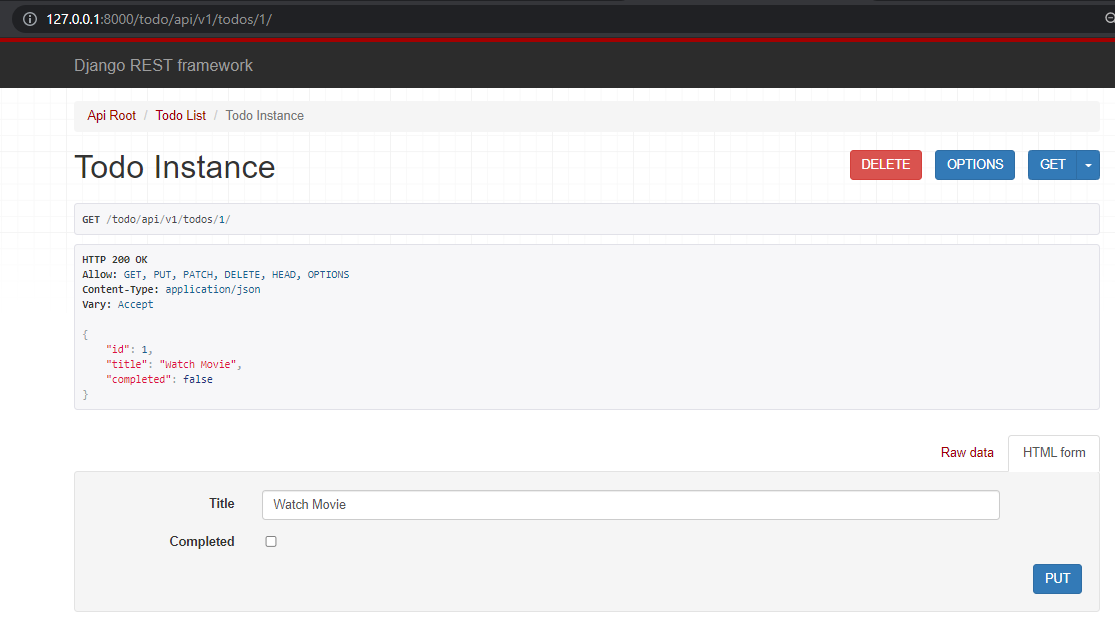 127.0.0.1:8000/todo/api/v1/todos/1/
Django REST framework
Api Root / Todo List / Todo Instance
Todo Instance
DELETE OPTIONS GET
GET /todo/api/v1/todos/1/
HTTP 200 OK
Allow: GET, PUT, PATCH, DELETE, HEAD, OPTIONS
Content-Type: application/json
Vary: Accept
{
"id": 1,
"title": "Watch Movie",
"completed": false
}
Raw data HTML form
Title Watch Movie
Completed
PUT